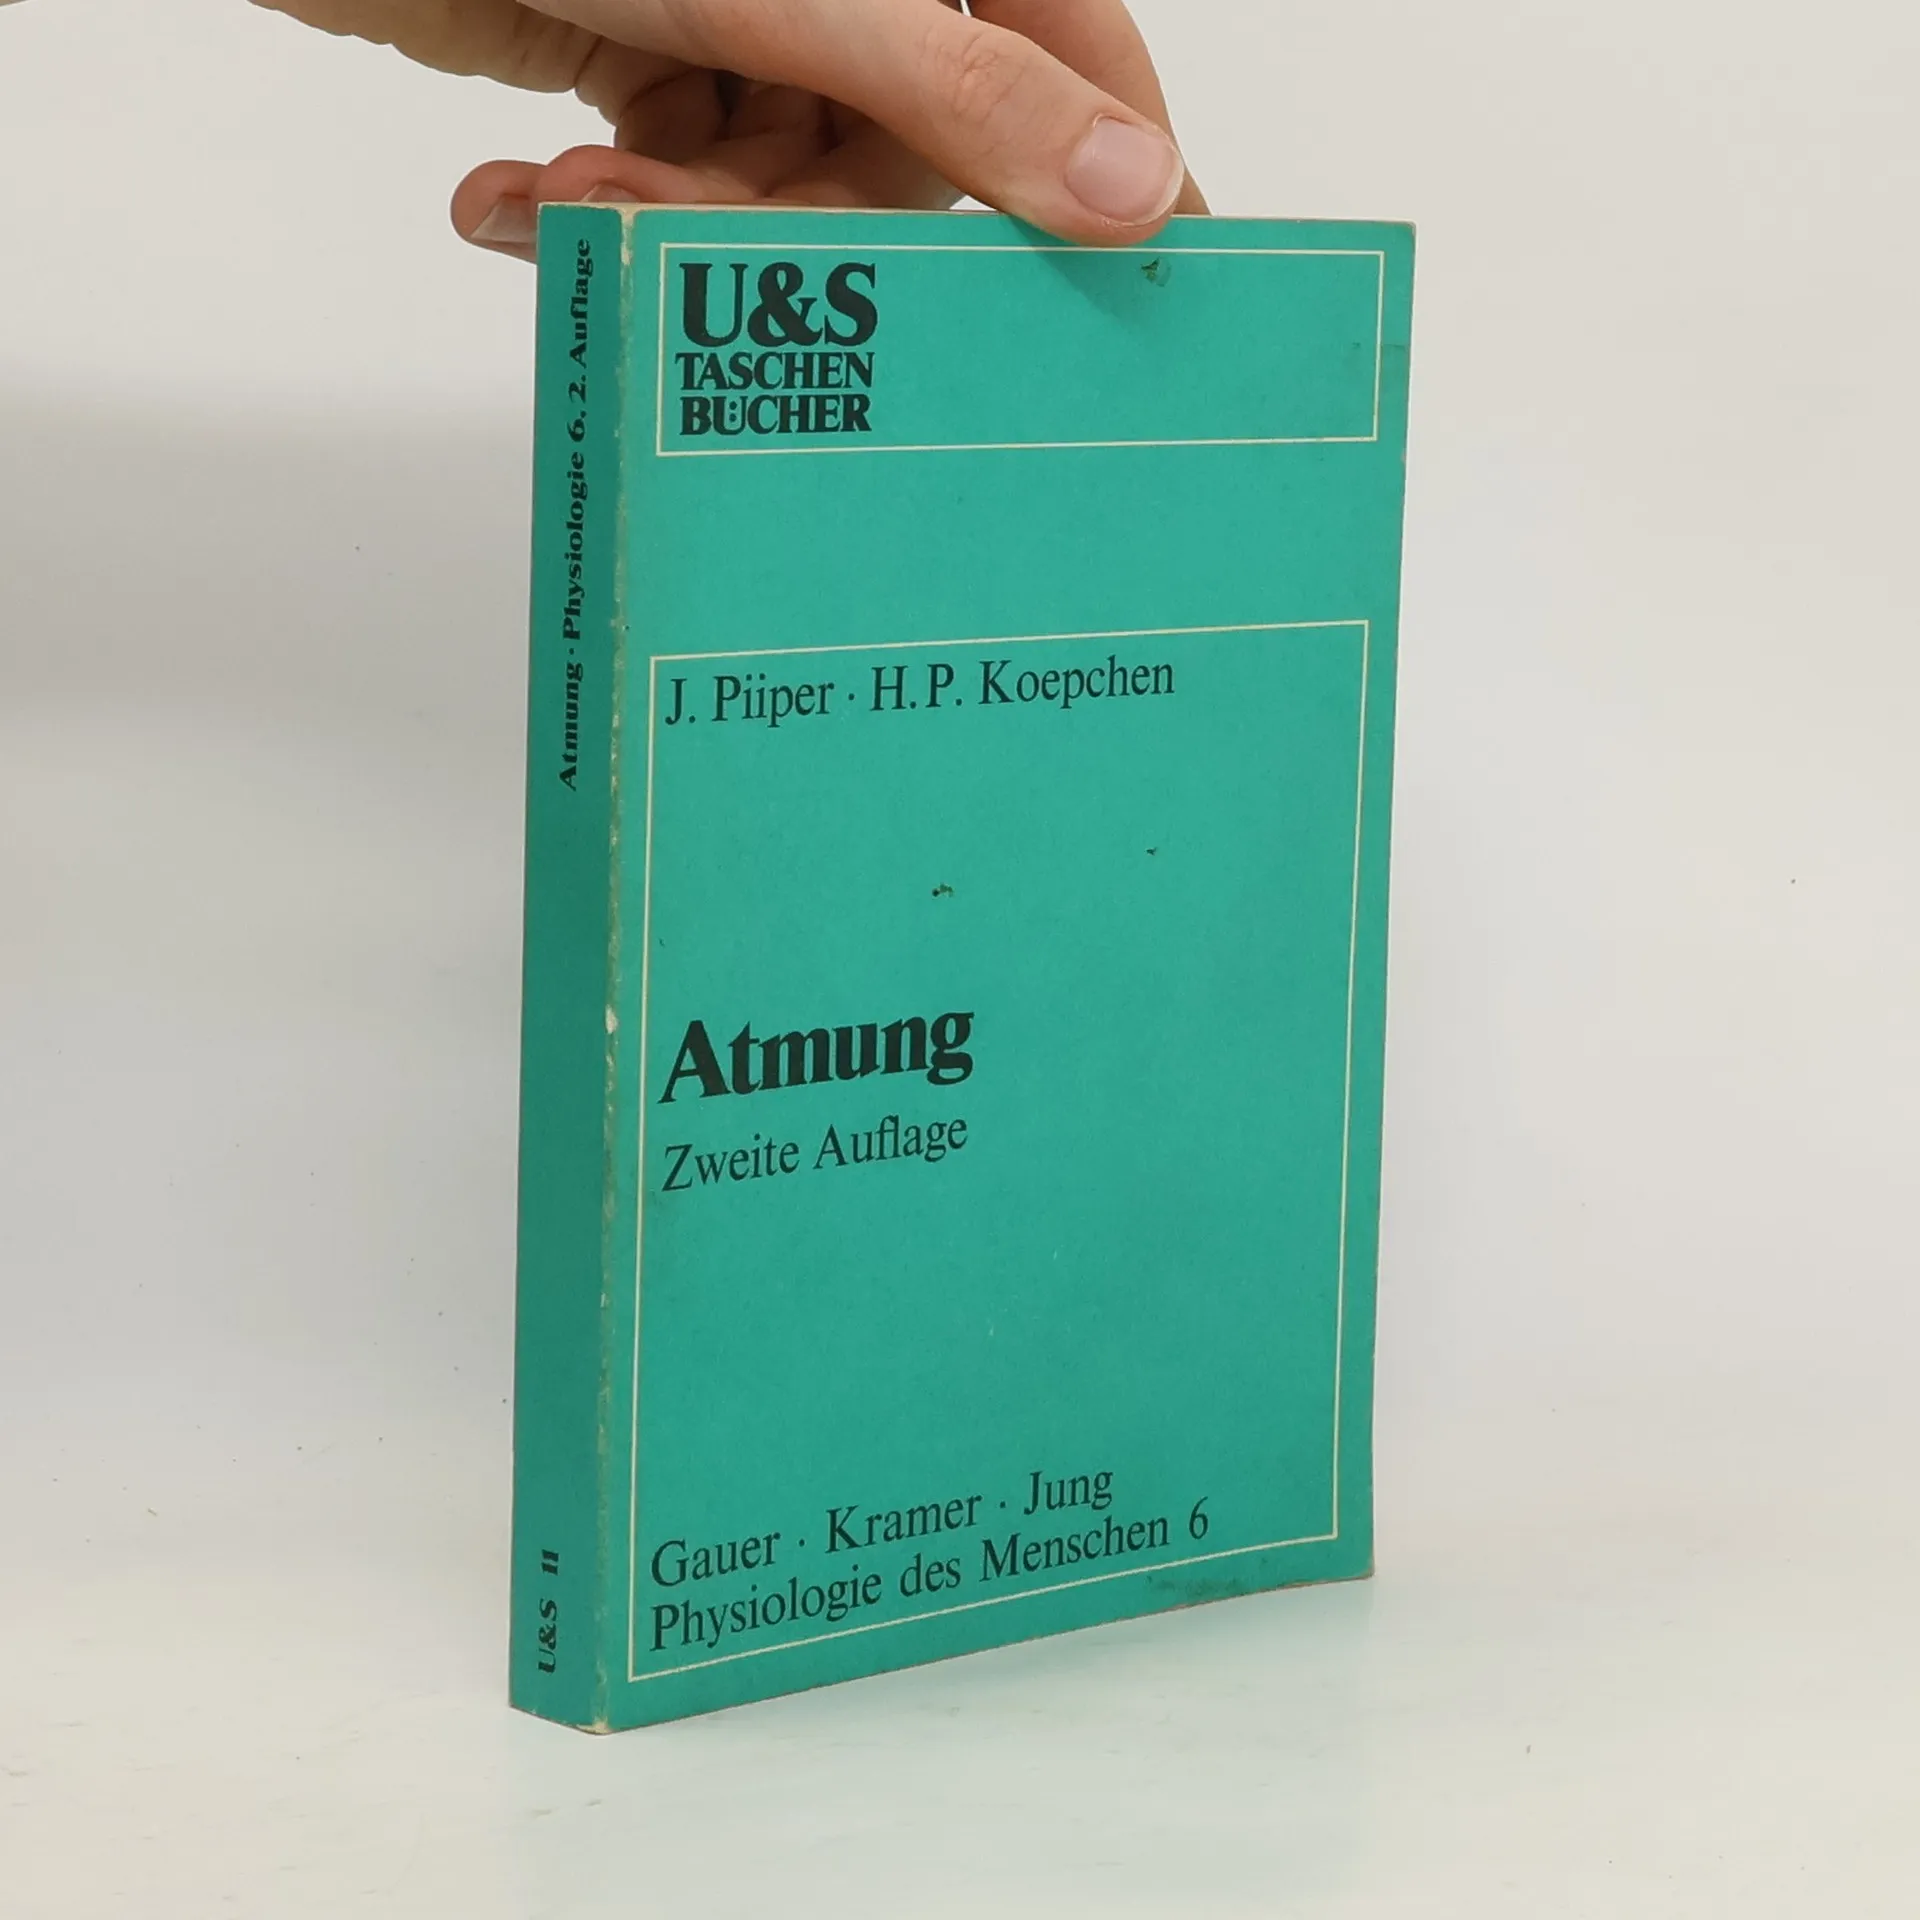 U&S
TASCHEN
BÜCHER
J. Piiper · H. P. Koepchen
Atmung
Zweite Auflage
Gauer · Kramer · Jung
Physiologie des Menschen 6
Atmung · Physiologie 6. 2. Auflage
U&S 11